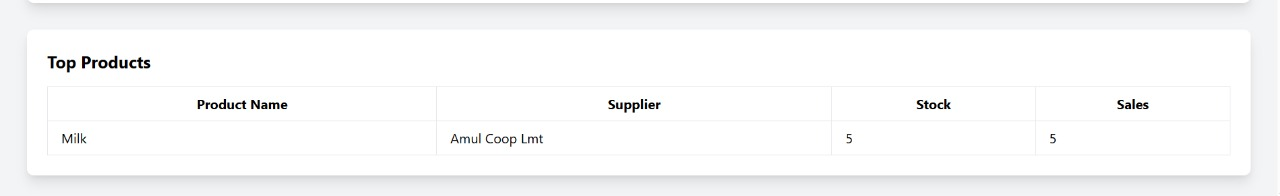 Top Products
Product Name Supplier Stock Sales
Milk Amul Coop Lmt 5 5